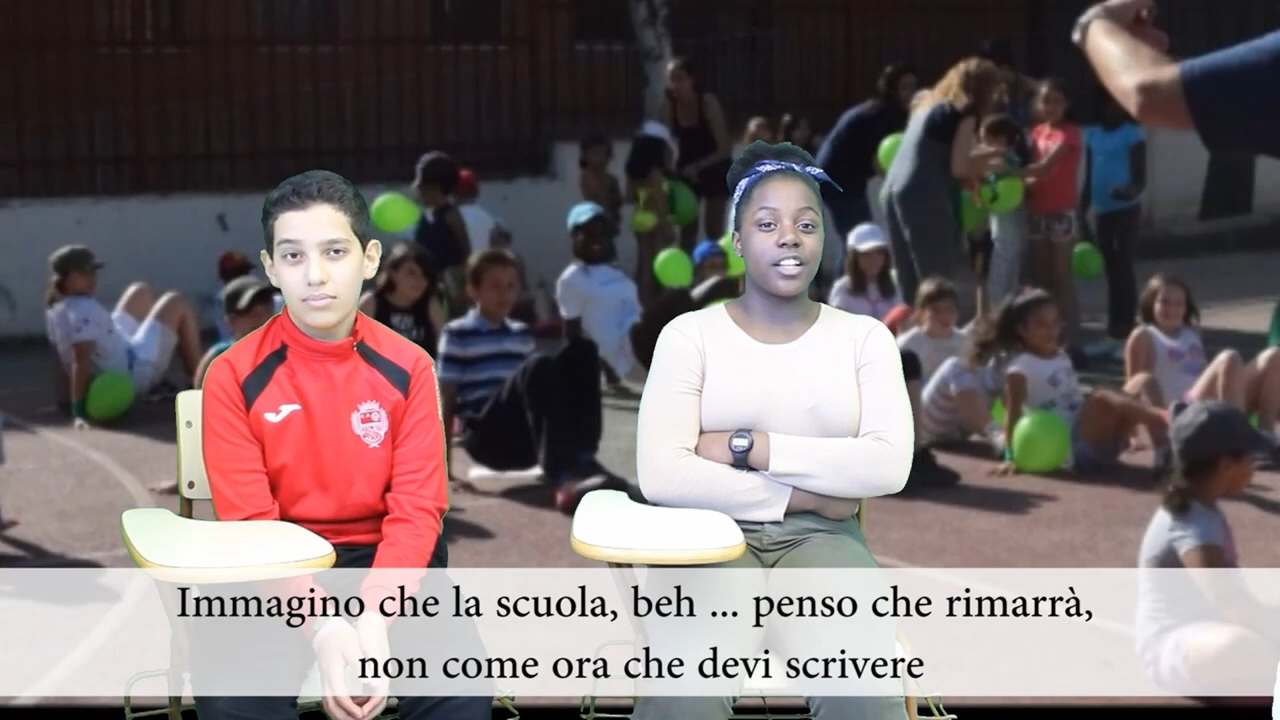 Immagino che la scuola, beh ... penso che rimarrà,
non come ora che devi scrivere